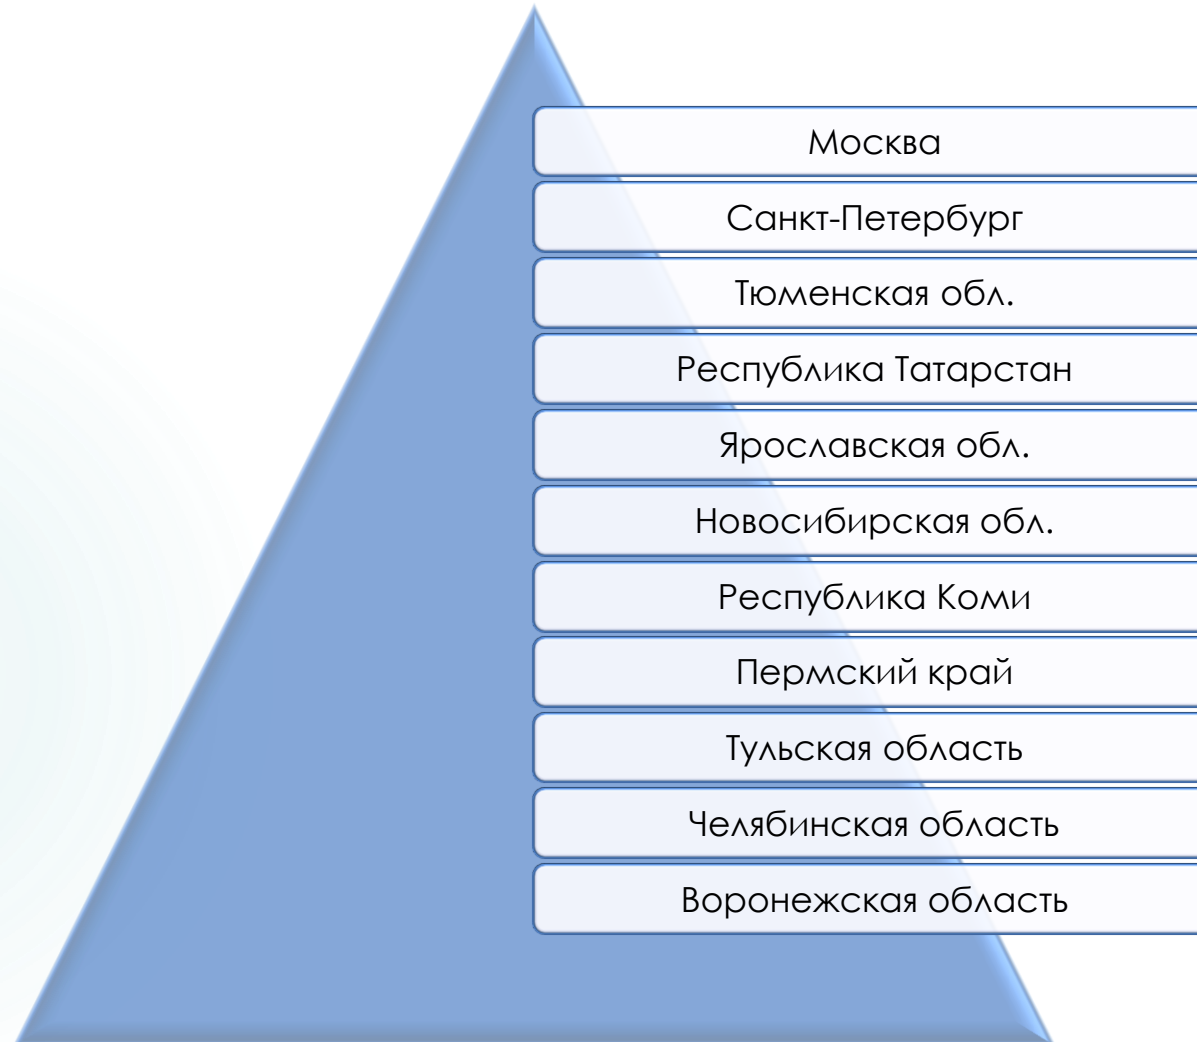 Москва
Санкт-Петербург
Тюменская обл.
Республика Татарстан
Ярославская обл.
Новосибирская обл.
Республика Коми
Пермский край
Тульская область
Челябинская область
Воронежская область